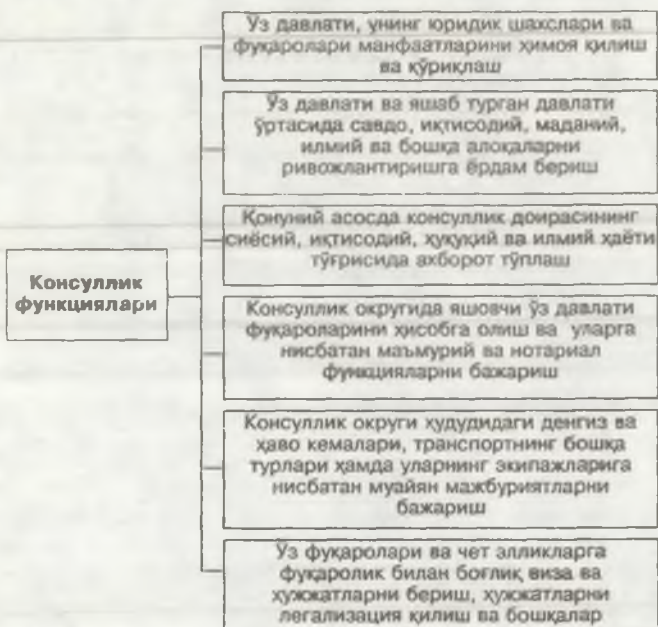 Ўз давлати, унинг юридик шахслари ва
фуқаролари манфаатларини ҳимоя қилиш
ва қўриқлаш
Ўз давлати ва яшаб турган давлати
ўртасида савдо, иқтисодий, маданий,
илмий ва бошқа алоқаларни
ривожлантиришга ёрдам бериш
Қонуний асосда консуллик доирасининг
сиёсий, иқтисодий, ҳуқуқий ва илмий ҳаёти
тўғрисида ахборот тўплаш
Консуллик
функциялари
Консуллик округида яшовчи ўз давлати
фуқароларини ҳисобга олиш ва уларга
нисбатан маъмурий ва нотариал
функцияларни бажариш
Консуллик округи ҳудудидаги денгиз ва
ҳаво кемалари, транспортнинг бошқа
турлари ҳамда уларнинг экипажларига
нисбатан муайян мажбуриятларни
бажариш
Ўз фуқаролари ва чет элликларга
фуқаролик билан боғлиқ виза ва
ҳужжатларни бериш, ҳужжатларни
легализация қилиш ва бошқалар